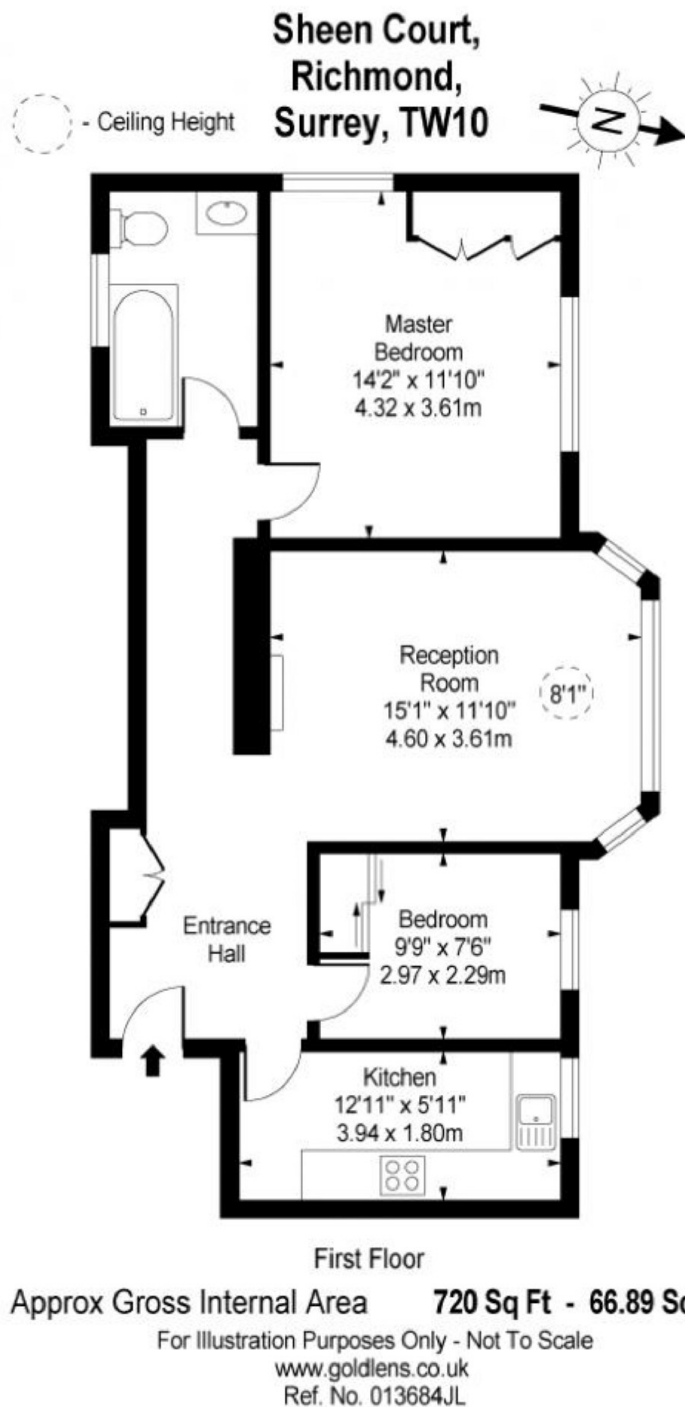 Sheen Court,
Richmond,
Surrey, TW10
- Ceiling Height
N
Master
Bedroom
14'2" x 11'10"
4.32 x 3.61m
Reception
Room
15'1" x 11'10"
4.60 x 3.61m
8'1"
Entrance
Hall
Bedroom
9'9" x 7'6"
2.97 x 2.29m
Kitchen
12'11" x 5'11"
3.94 x 1.80m
First Floor
Approx Gross Internal Area 720 Sq Ft - 66.89
For Illustration Purposes Only - Not To Scale
www.goldlens.co.uk
Ref. No. 013684JL